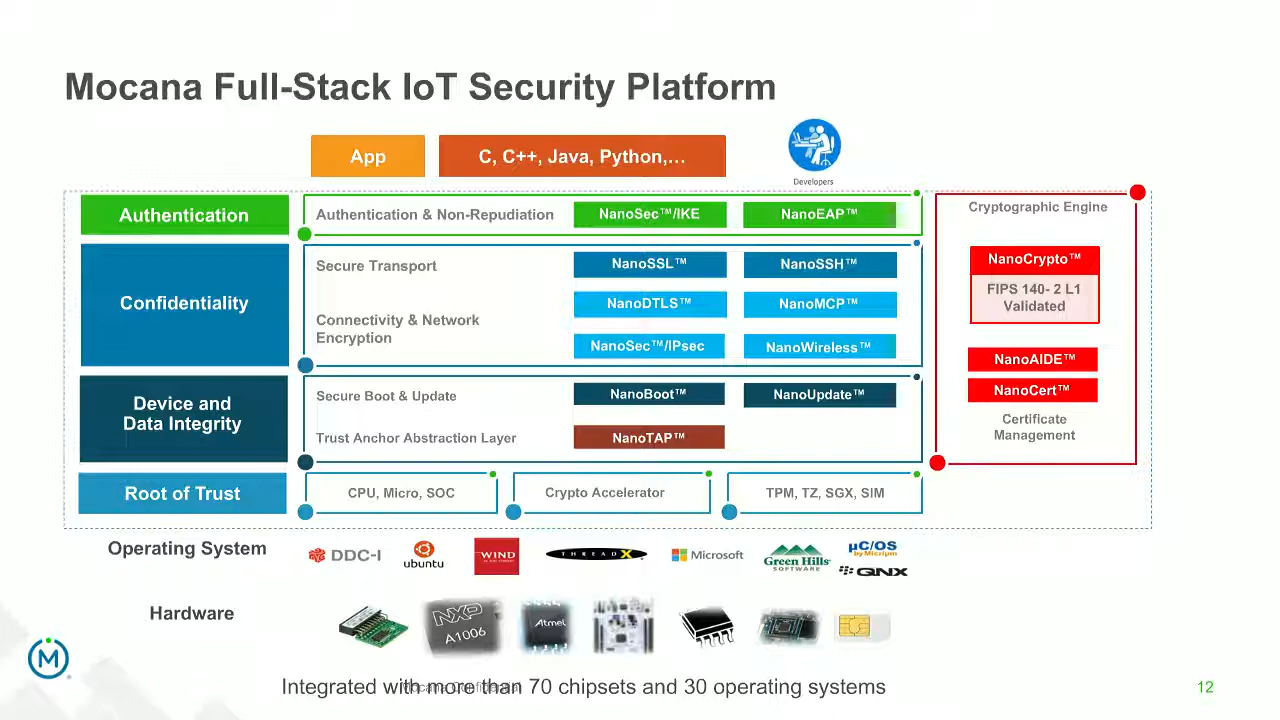 Mocana Full-Stack IoT Security Platform
App
C, C++, Java, Python,…
Developers
Authentication
Authentication & Non-Repudiation
NanoSec™/IKE
NanoEAP™
Confidentiality
Secure Transport
NanoSSL™
NanoSSH™
NanoDTLS™
NanoMCP™
Connectivity & Network
Encryption
NanoSec™/IPsec
NanoWireless™
Device and
Data Integrity
Secure Boot & Update
NanoBoot™
NanoUpdate™
Trust Anchor Abstraction Layer
NanoTAP™
Root of Trust
CPU, Micro, SOC
Crypto Accelerator
TPM, TZ, SGX, SIM
Cryptographic Engine
NanoCrypto™
FIPS 140- 2 L1
Validated
NanoAIDE™
NanoCert™
Certificate
Management
Operating System
DDC-I
ubuntu
WIND
THREADX
Microsoft
Green Hills
SOFTWARE
µC/OS
by Micrium
QNX
Hardware
NXP
A1006
Atmel
M
Mocana Confidential
Integrated with more than 70 chipsets and 30 operating systems
12